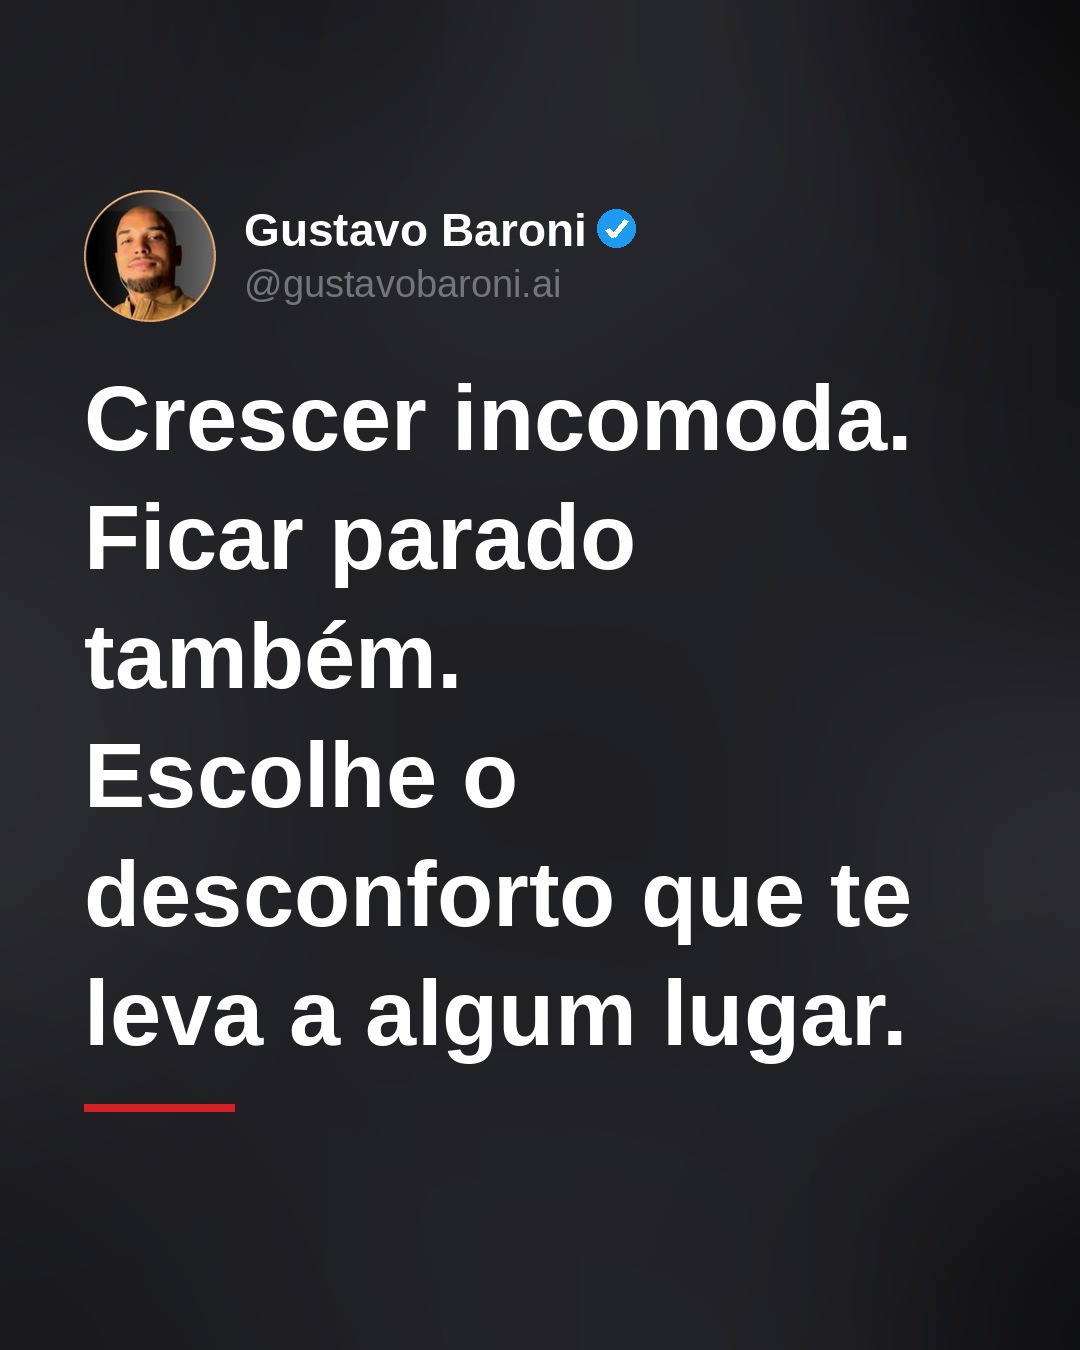 Gustavo Baroni
@gustavobaroni.ai
Crescer incomoda.
Ficar parado
também.
Escolhe o
desconforto que te
leva a algum lugar.